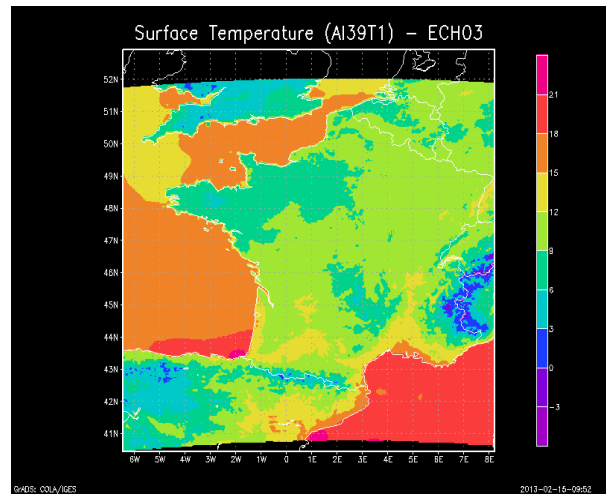 Surface Temperature (AI39T1) – ECH03
52N
51N
50N
49N
48N
47N
46N
45N
44N
43N
42N
41N
6W 5W 4W 3W 2W 1W 0 1E 2E 3E 4E 5E 6E 7E 8E
21
18
15
12
9
6
3
0
-3
GrADS: COLA/IGES
2013-02-16-09:52